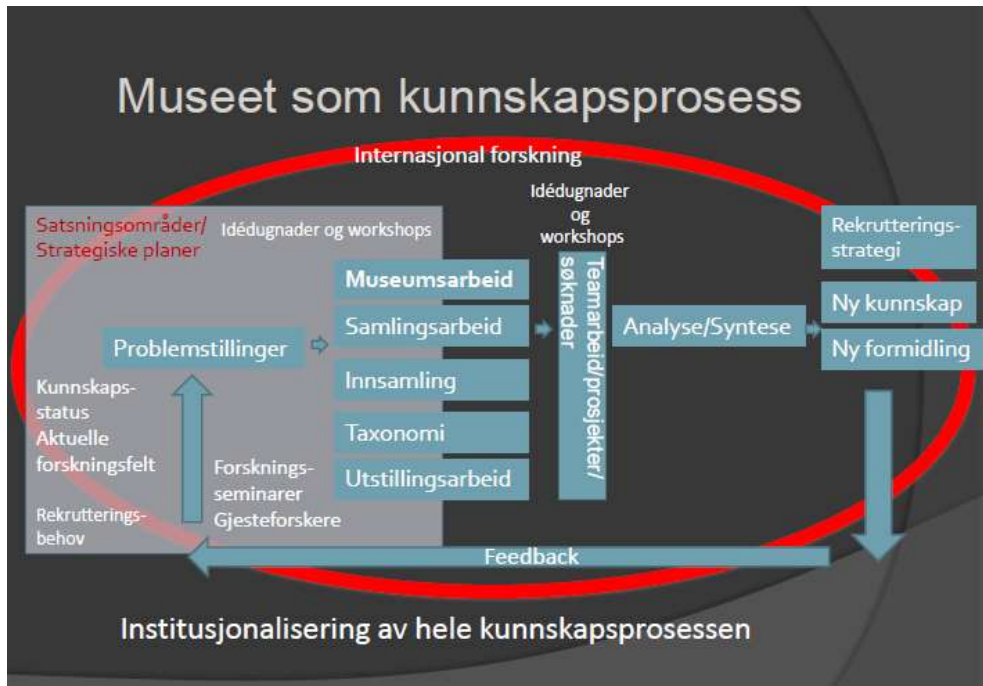 Museet som kunnskapsprosess
Internasjonal forskning
Satsningsområder/
Strategiske planer
Idédugnader og workshops
Idédugnader
og
workshops
Rekrutterings-
strategi
Museumsarbeid
Samlingsarbeid
Innsamling
Taxonomi
Utstillingsarbeid
Problemstillinger
Teamarbeid/prosjekter/
søknader
Analyse/Syntese
Ny kunnskap
Ny formidling
Kunnskaps-
status
Aktuelle
forskningsfelt
Rekrutterings-
behov
Forsknings-
seminarer
Gjesteforskere
Feedback
Institusjonalisering av hele kunnskapsprosessen